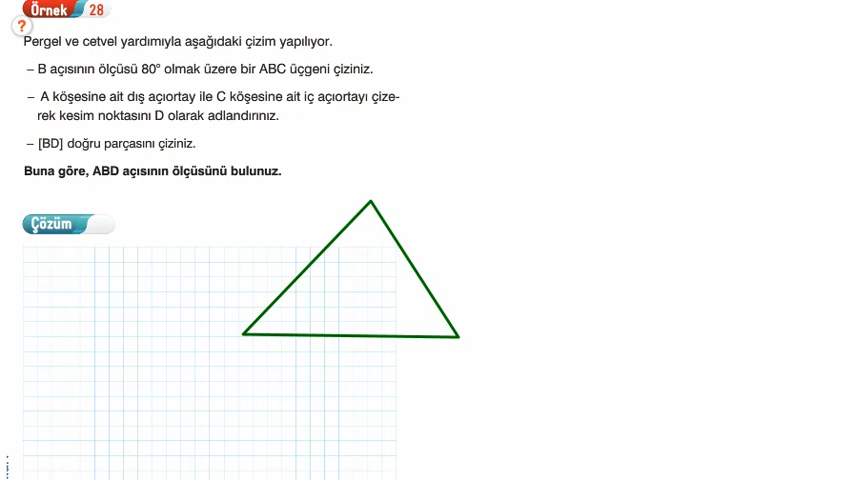 Örnek 28
?
Pergel ve cetvel yardımıyla aşağıdaki çizim yapılıyor.
– B açısının ölçüsü 80° olmak üzere bir ABC üçgeni çiziniz.
– A köşesine ait dış açıortay ile C köşesine ait iç açıortayı çize-
rek kesim noktasını D olarak adlandırınız.
– [BD] doğru parçasını çiziniz.
Buna göre, ABD açısının ölçüsünü bulunuz.
Çözüm